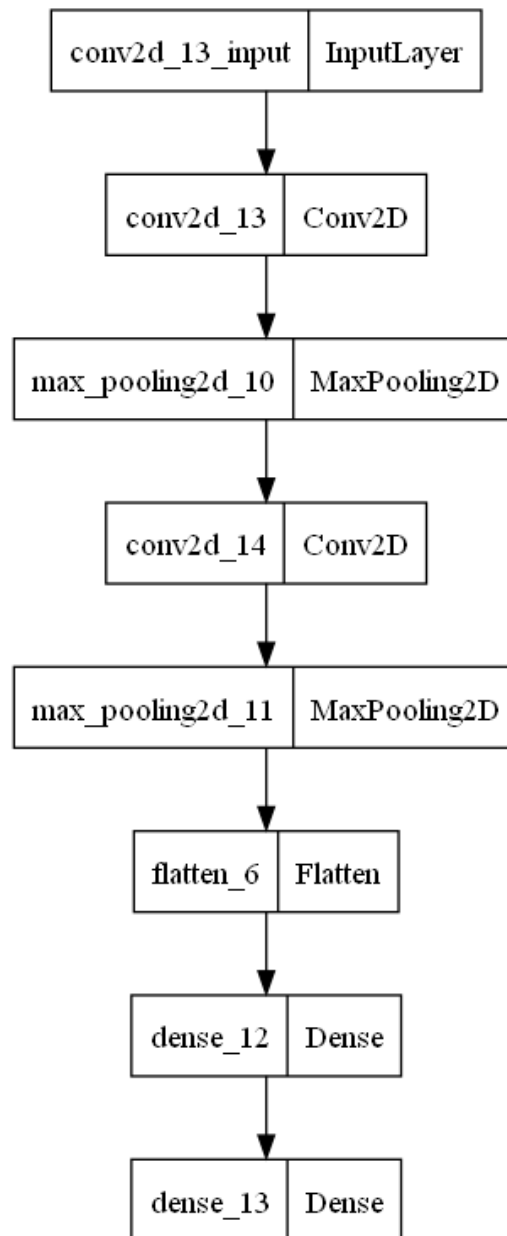 conv2d_13_input InputLayer
conv2d_13 Conv2D
max_pooling2d_10 MaxPooling2D
conv2d_14 Conv2D
max_pooling2d_11 MaxPooling2D
flatten_6 Flatten
dense_12 Dense
dense_13 Dense